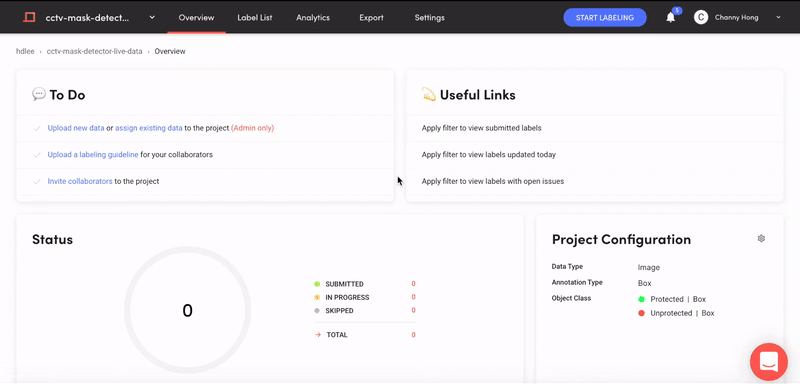 cctv-mask-detect...
Overview
Label List
Analytics
Export
Settings
START LABELING
5
C
Channy Hong
hdlee › cctv-mask-detector-live-data › Overview
To Do
Upload new data or assign existing data to the project (Admin only)
Upload a labeling guideline for your collaborators
Invite collaborators to the project
Useful Links
Apply filter to view submitted labels
Apply filter to view labels updated today
Apply filter to view labels with open issues
Status
0
SUBMITTED 0
IN PROGRESS 0
SKIPPED 0
TOTAL 0
Project Configuration
Data Type Image
Annotation Type Box
Object Class Protected | Box
Unprotected | Box